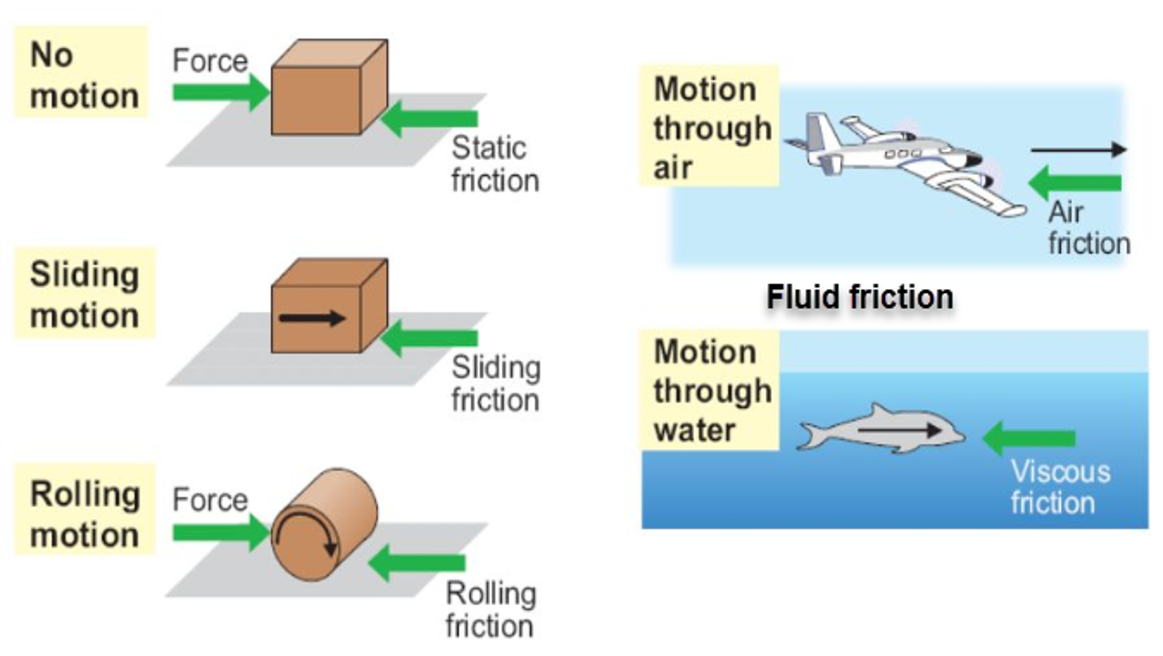 No
motion
Force
Static
friction
Sliding
motion
Sliding
friction
Rolling
motion
Force
Rolling
friction
Motion
through
air
Air
friction
Fluid friction
Motion
through
water
Viscous
friction